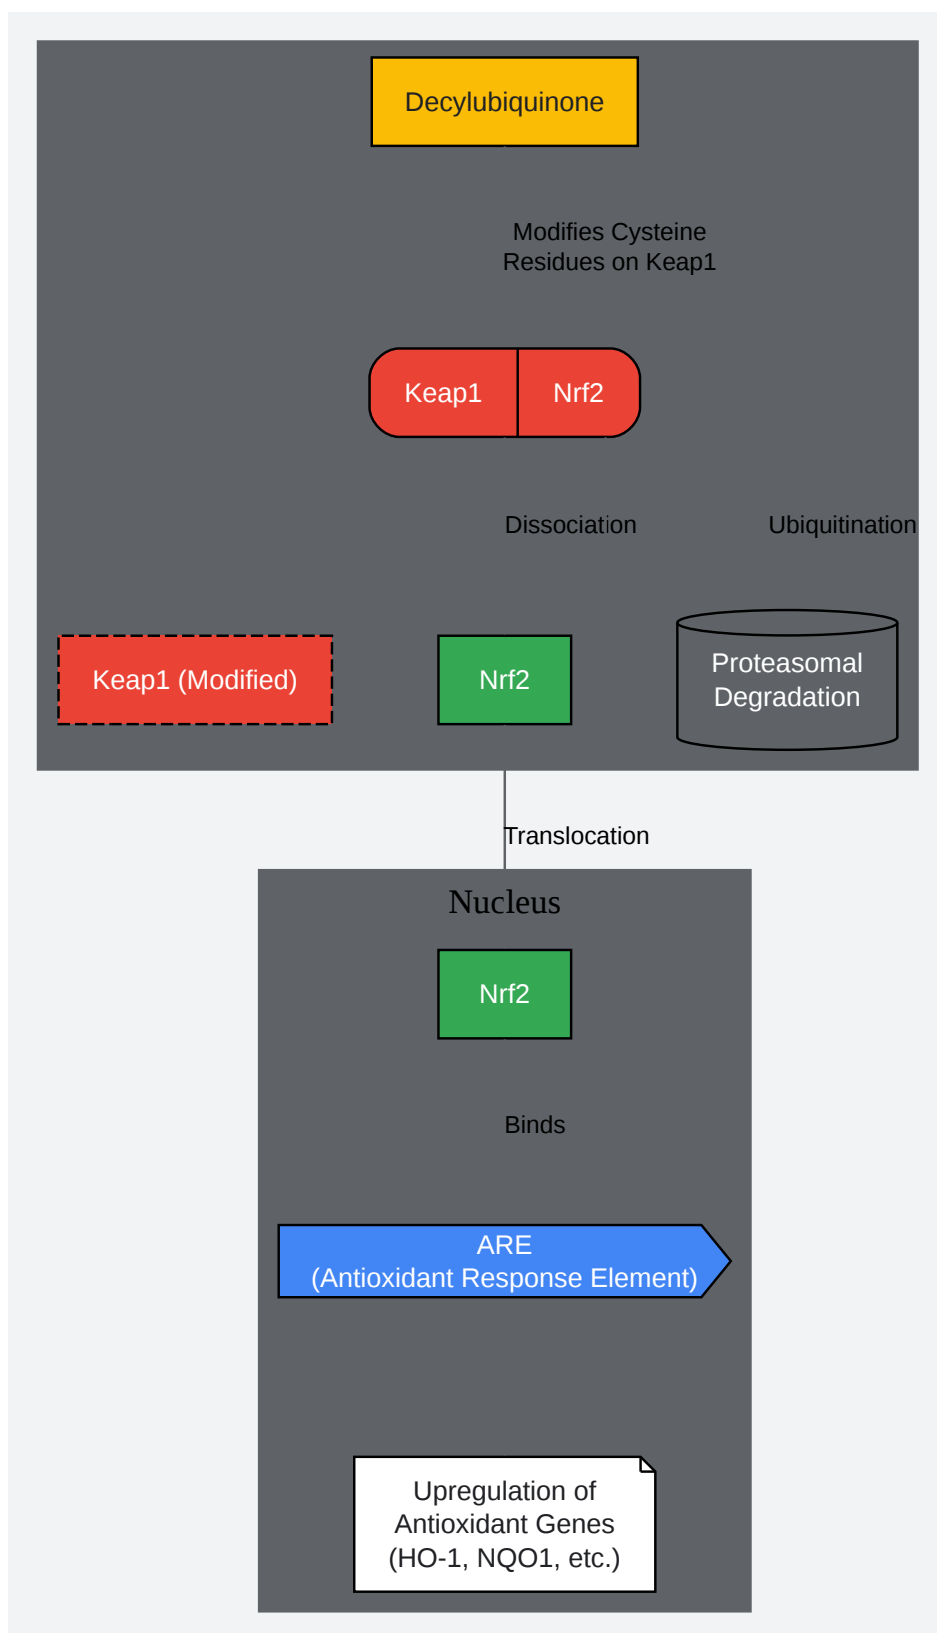 Decylubiquinone
Modifies Cysteine
Residues on Keap1
Keap1
Nrf2
Dissociation
Ubiquitination
Keap1 (Modified)
Nrf2
Proteasomal
Degradation
Translocation
Nucleus
Nrf2
Binds
ARE
(Antioxidant Response Element)
Upregulation of
Antioxidant Genes
(HO-1, NQO1, etc.)